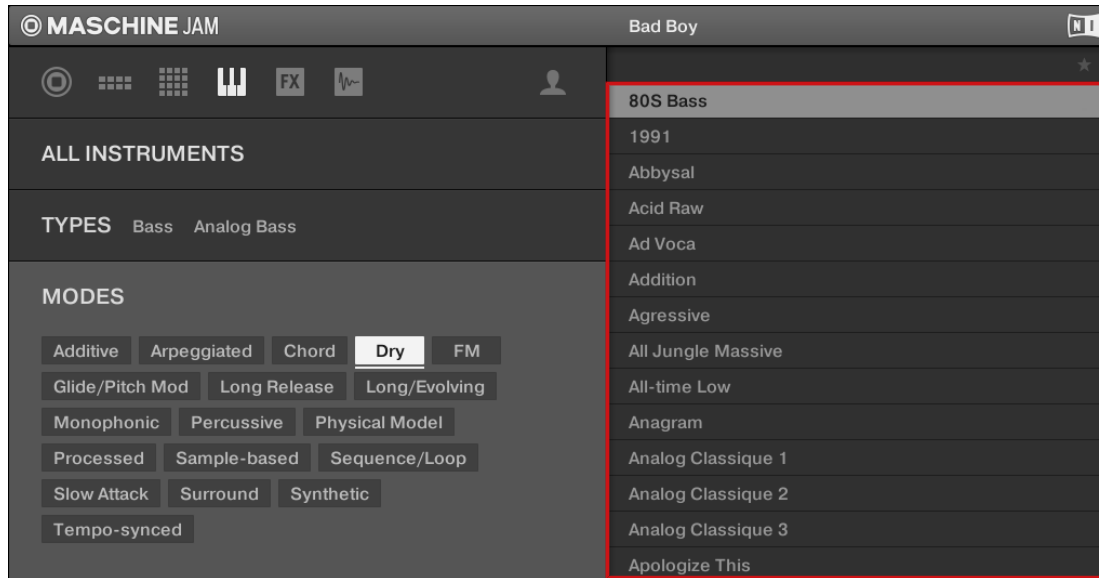 MASCHINE JAM
Bad Boy
NI
FX
ALL INSTRUMENTS
TYPES Bass Analog Bass
MODES
Additive Arpeggiated Chord Dry FM
Glide/Pitch Mod Long Release Long/Evolving
Monophonic Percussive Physical Model
Processed Sample-based Sequence/Loop
Slow Attack Surround Synthetic
Tempo-synced
80S Bass
1991
Abbysal
Acid Raw
Ad Voca
Addition
Agressive
All Jungle Massive
All-time Low
Anagram
Analog Classique 1
Analog Classique 2
Analog Classique 3
Apologize This